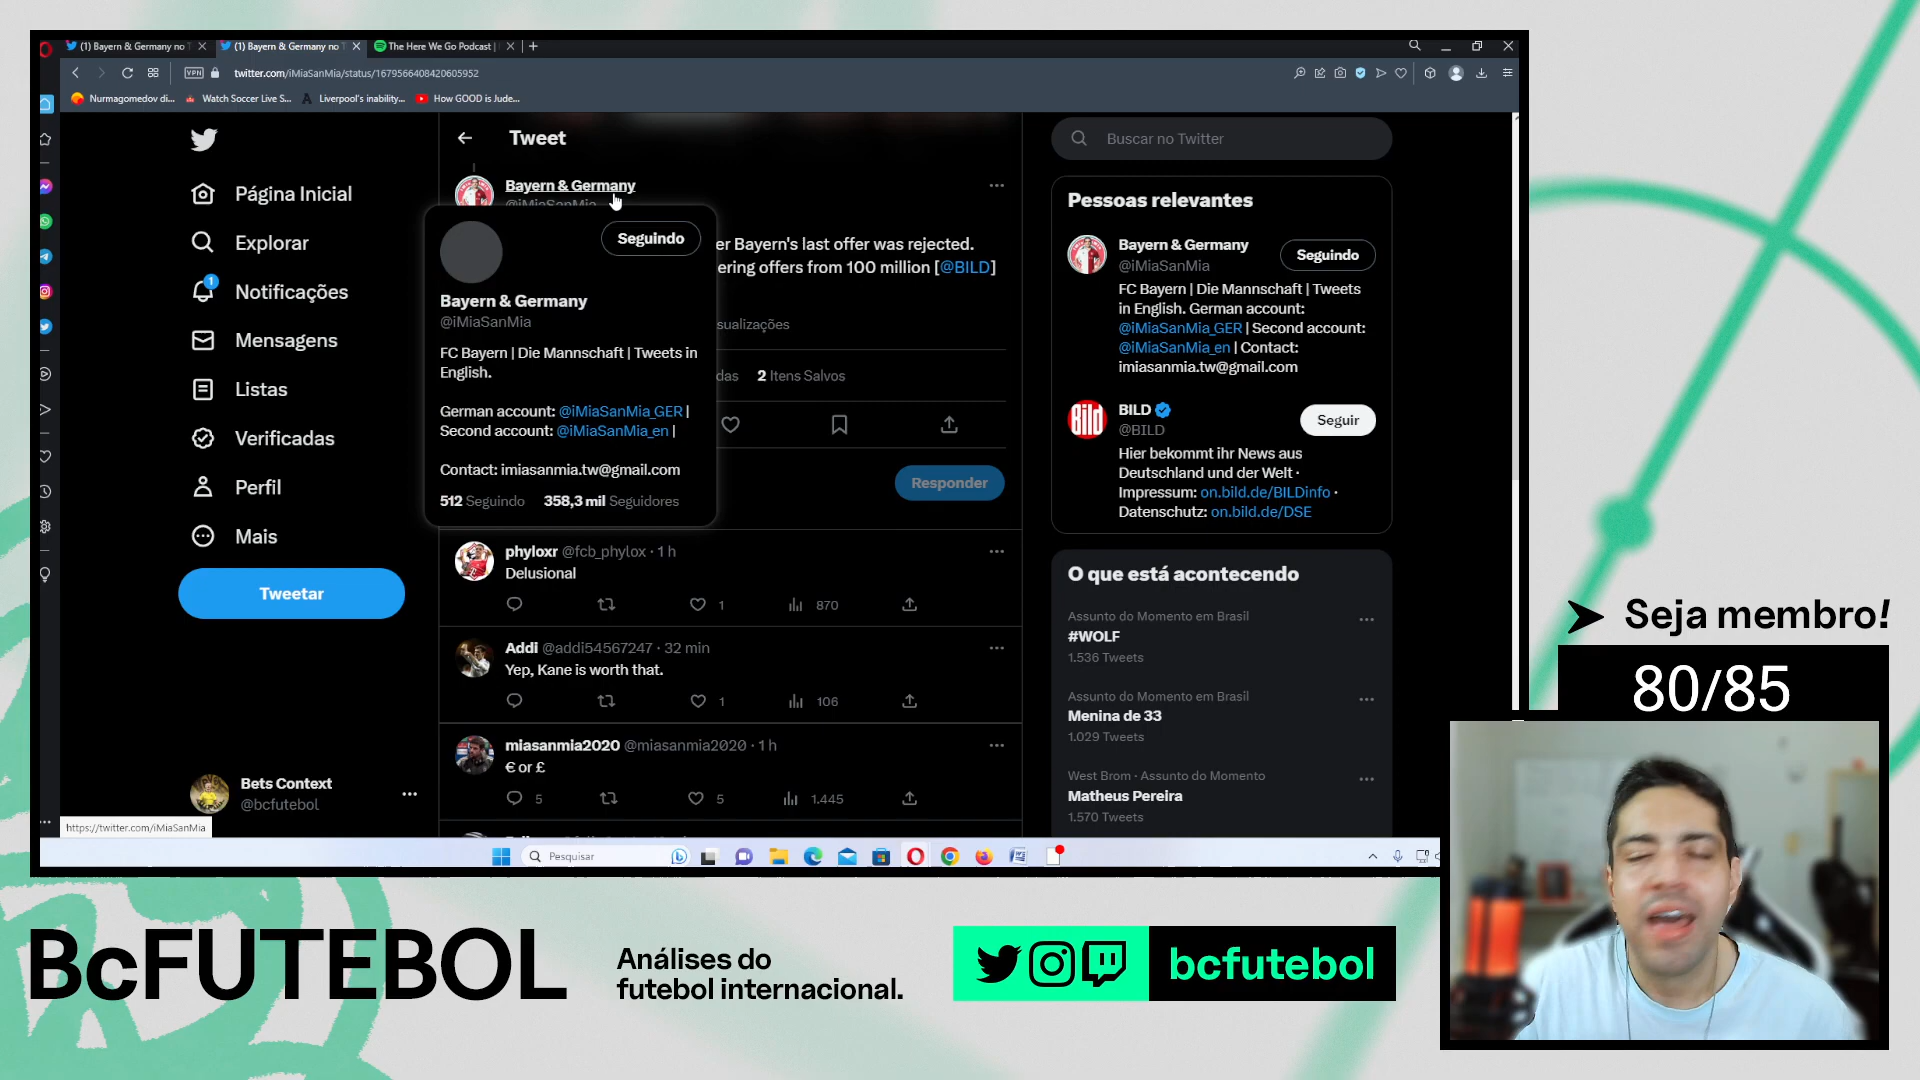 (1) Bayern & Germany no T
(1) Bayern & Germany no T
The Here We Go Podcast |
VPN
twitter.com/iMiaSanMia/status/1679566408420605952
Nurmagomedov di...
Watch Soccer Live S...
Liverpool's inability...
How GOOD is Jude...
Página Inicial
Explorar
1
Notificações
Mensagens
Listas
Verificadas
Perfil
Mais
Tweetar
Bets Context
@bcfutebol
https://twitter.com/iMiaSanMia
Tweet
Bayern & Germany
@iMiaSanMia
er Bayern's last offer was rejected.
ering offers from 100 million [@BILD]
sualizações
das 2 Itens Salvos
Responder
Seguindo
Bayern & Germany
@iMiaSanMia
FC Bayern | Die Mannschaft | Tweets in
English.
German account: @iMiaSanMia_GER |
Second account: @iMiaSanMia_en |
Contact: imiasanmia.tw@gmail.com
512 Seguindo 358,3 mil Seguidores
phyloxr @fcb_phylox · 1 h
Delusional
1
870
Addi @addi54567247 · 32 min
Yep, Kane is worth that.
1
106
miasanmia2020 @miasanmia2020 · 1 h
€ or £
5
5
1.445
Buscar no Twitter
Pessoas relevantes
Bayern & Germany
@iMiaSanMia
Seguindo
FC Bayern | Die Mannschaft | Tweets
in English. German account:
@iMiaSanMia_GER | Second account:
@iMiaSanMia_en | Contact:
imiasanmia.tw@gmail.com
Bild
BILD
@BILD
Seguir
Hier bekommt ihr News aus
Deutschland und der Welt ·
Impressum: on.bild.de/BILDinfo ·
Datenschutz: on.bild.de/DSE
O que está acontecendo
Assunto do Momento em Brasil
#WOLF
1.536 Tweets
Assunto do Momento em Brasil
Menina de 33
1.029 Tweets
West Brom · Assunto do Momento
Matheus Pereira
1.570 Tweets
Pesquisar
Seja membro!
80/85
BcFUTEBOL
Análises do
futebol internacional.
bcfutebol